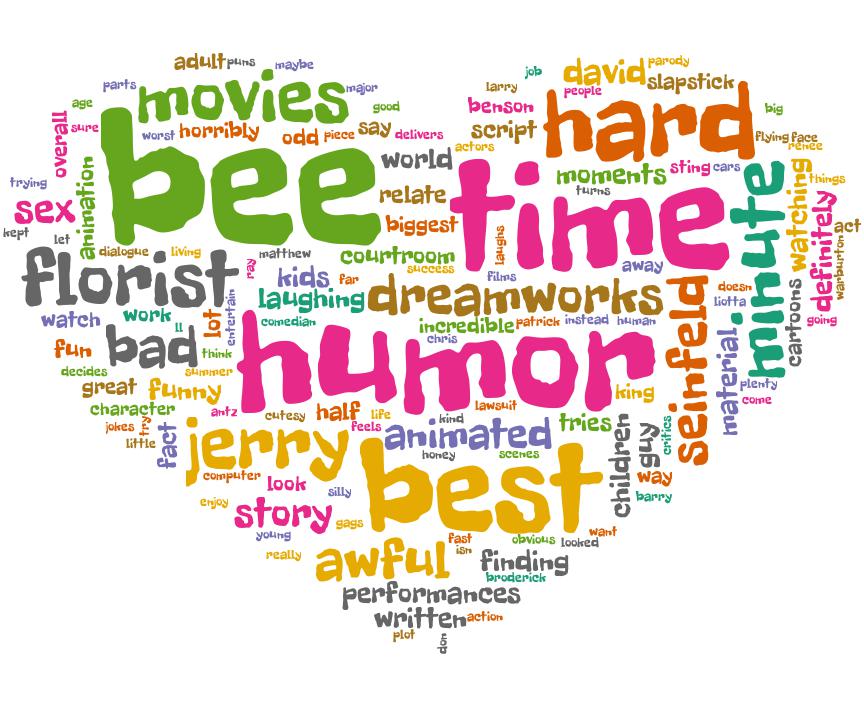 adult
puns
maybe
job
david
parody
parts
movies
major
larry
people
slapstick
age
good
benson
hard
big
overall
sure
worst
horribly
odd
piece
say
delivers
script
flying
face
bee
world
actors
renee
trying
animation
relate
time
moments
sting
cars
minute
watching
things
sex
biggest
turns
definitely
kept
let
laughs
act
dialogue
living
matthew
courtroom
success
films
away
warburton
florist
ray
kids
far
dreamworks
seinfeld
doesn
liotta
cartoons
watch
work
ll
lot
entertain
laughing
comedian
incredible
patrick
instead
human
going
fun
bad
think
humor
chris
material
decides
summer
great
funny
king
plenty
come
character
antz
cutesy
half
life
lawsuit
jokes
try
fact
jerry
feels
animated
kind
tries
children
guy
critics
little
honey
scenes
computer
look
silly
best
way
barry
enjoy
story
gags
young
fast
obvious
looked
want
really
awful
isn
finding
broderick
performances
written
action
plot
don